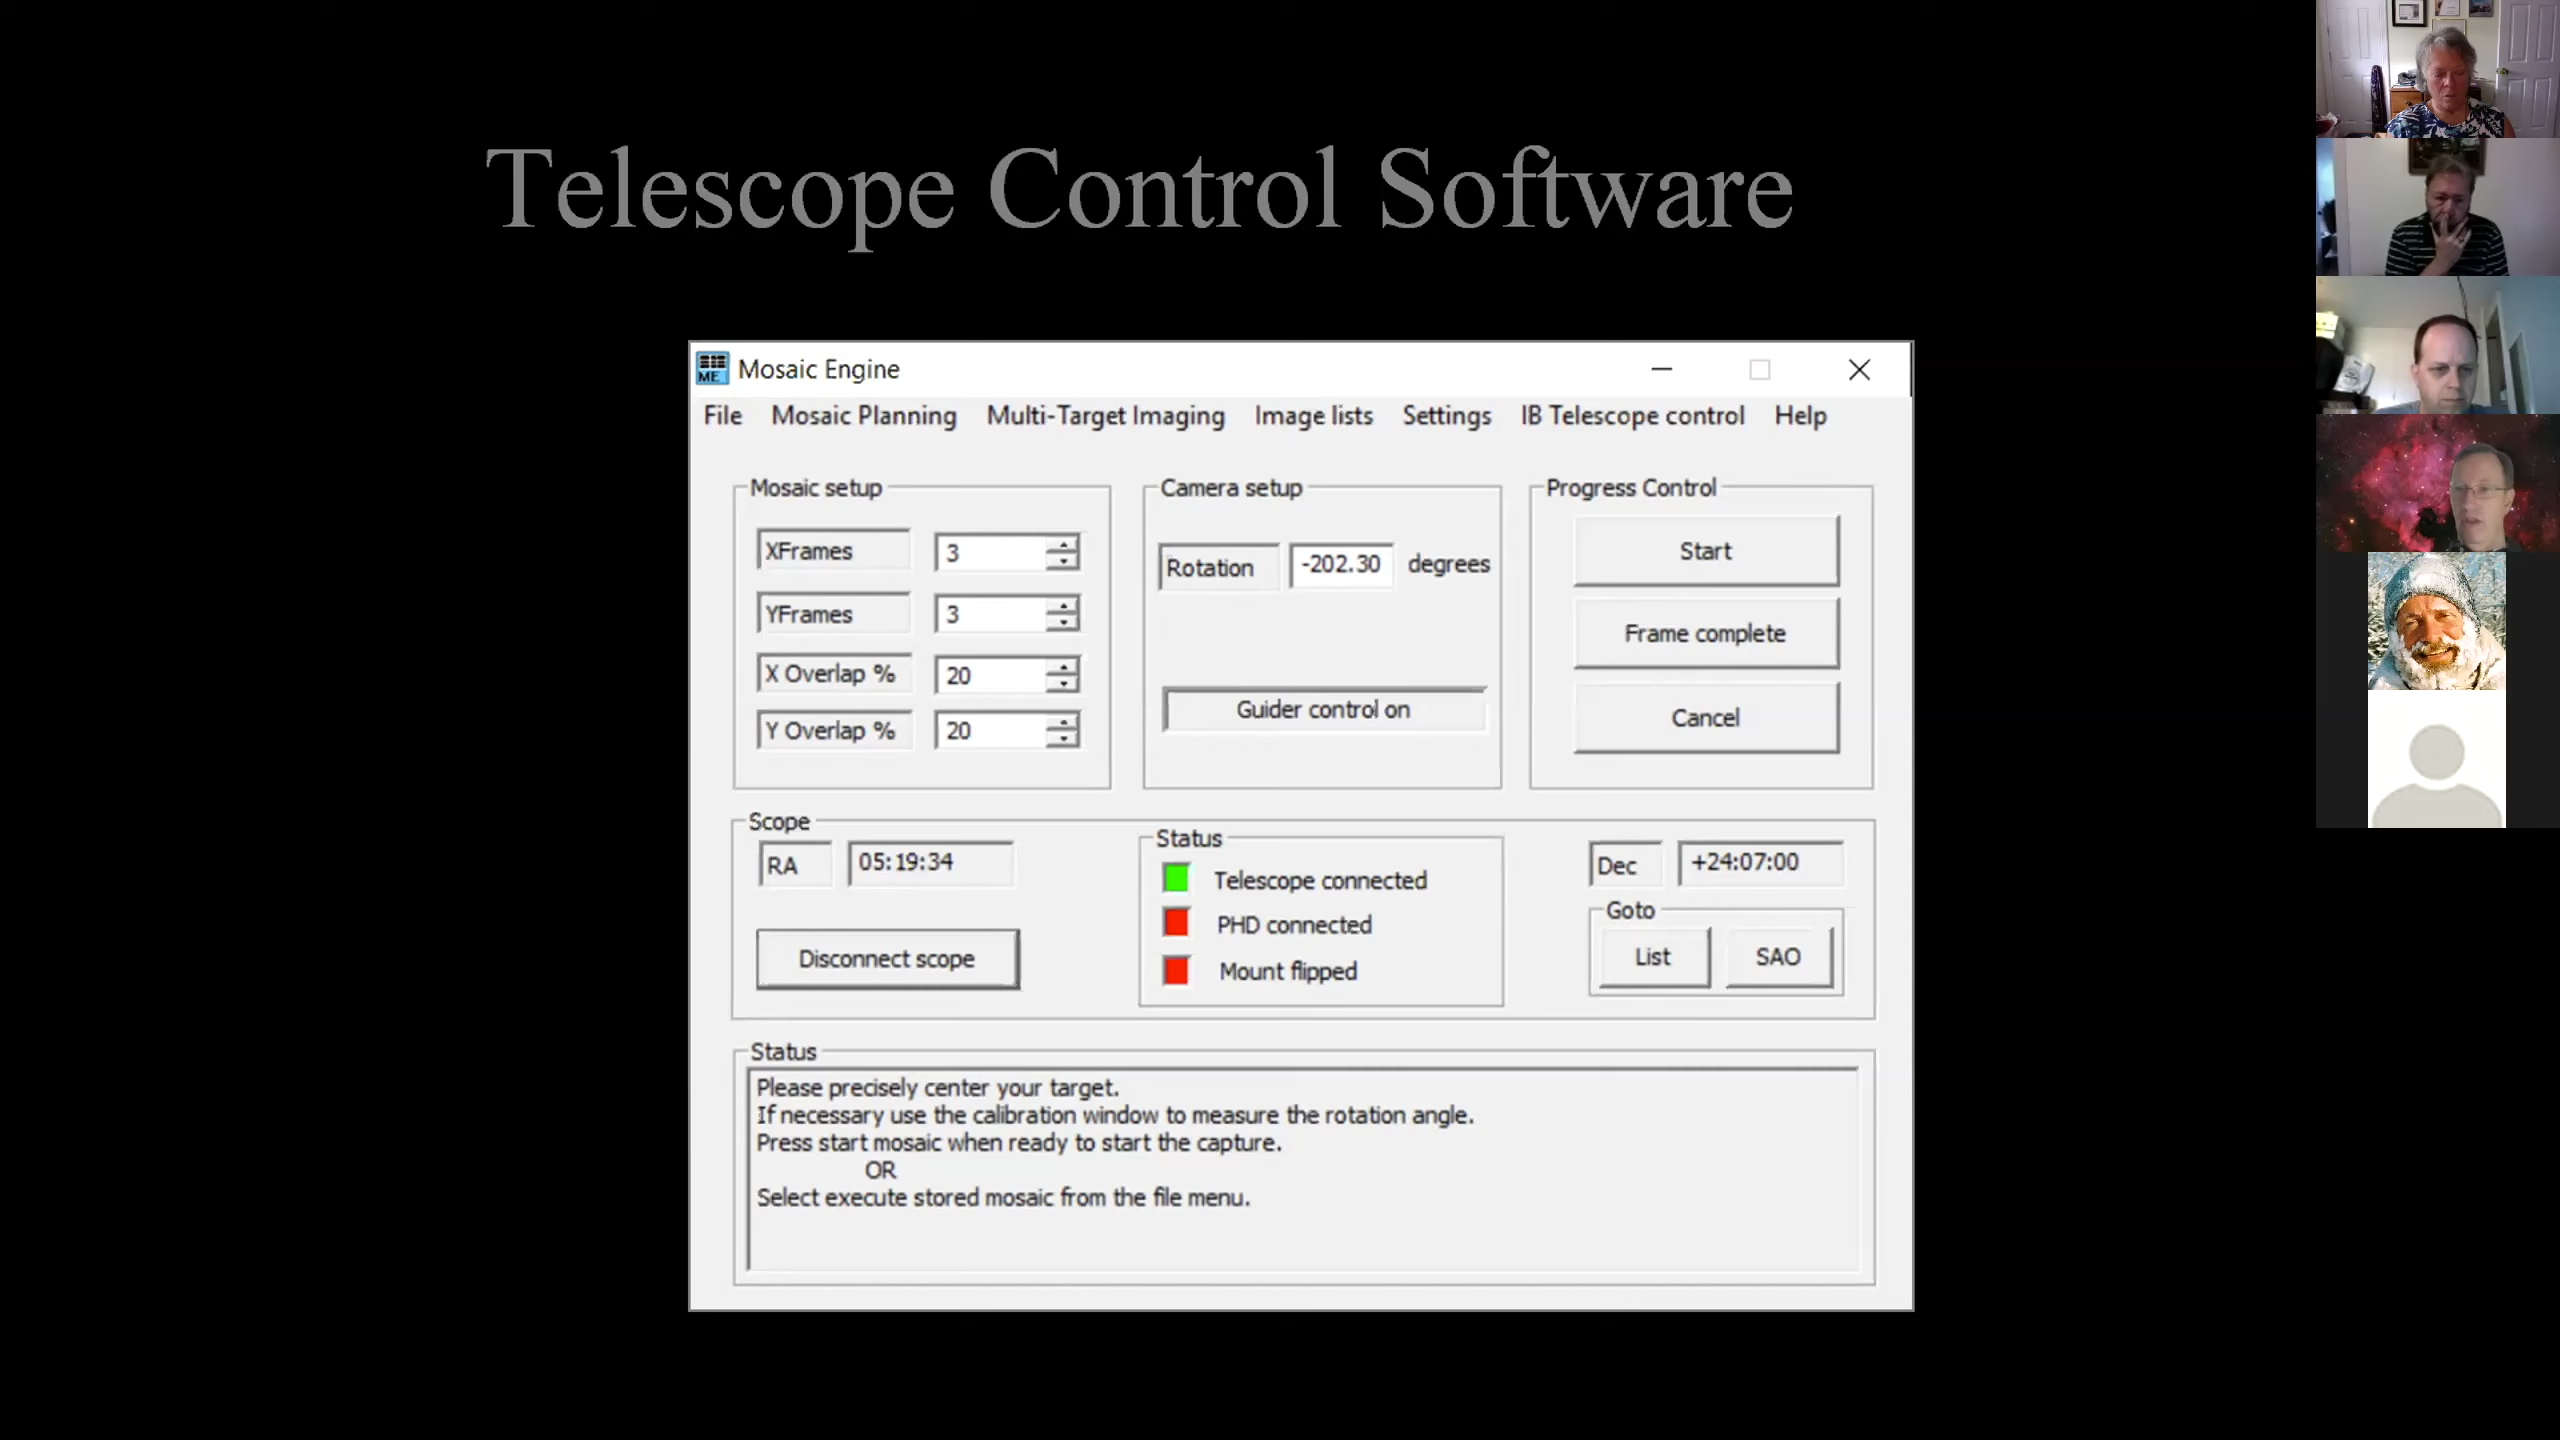 Telescope Control Software
ME
Mosaic Engine
File Mosaic Planning Multi-Target Imaging Image lists Settings IB Telescope control Help
Mosaic setup
XFrames 3
YFrames 3
X Overlap % 20
Y Overlap % 20
Camera setup
Rotation -202.30 degrees
Guider control on
Progress Control
Start
Frame complete
Cancel
Scope
RA 05:19:34
Disconnect scope
Status
Telescope connected
PHD connected
Mount flipped
Dec +24:07:00
Goto
List SAO
Status
Please precisely center your target.
If necessary use the calibration window to measure the rotation angle.
Press start mosaic when ready to start the capture.
OR
Select execute stored mosaic from the file menu.